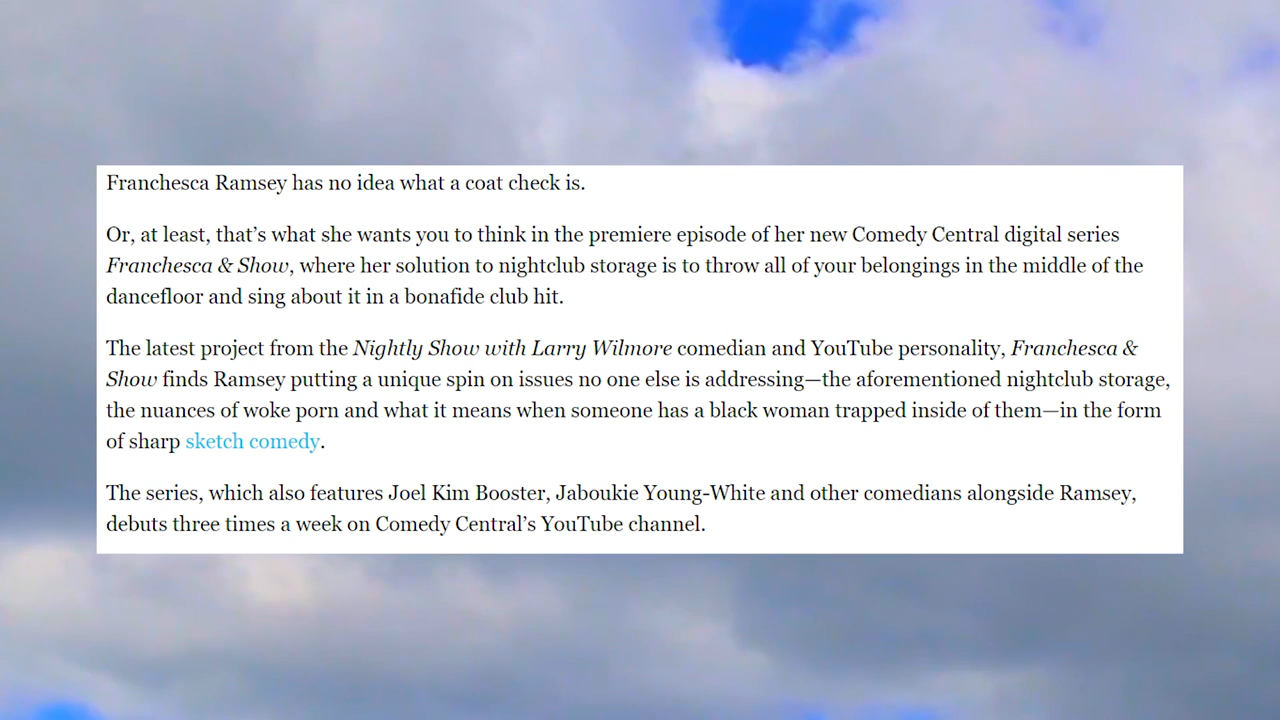 Franchesca Ramsey has no idea what a coat check is.
Or, at least, that’s what she wants you to think in the premiere episode of her new Comedy Central digital series
Franchesca & Show, where her solution to nightclub storage is to throw all of your belongings in the middle of the
dancefloor and sing about it in a bonafide club hit.
The latest project from the Nightly Show with Larry Wilmore comedian and YouTube personality, Franchesca &
Show finds Ramsey putting a unique spin on issues no one else is addressing—the aforementioned nightclub storage,
the nuances of woke porn and what it means when someone has a black woman trapped inside of them—in the form
of sharp sketch comedy.
The series, which also features Joel Kim Booster, Jaboukie Young-White and other comedians alongside Ramsey,
debuts three times a week on Comedy Central’s YouTube channel.